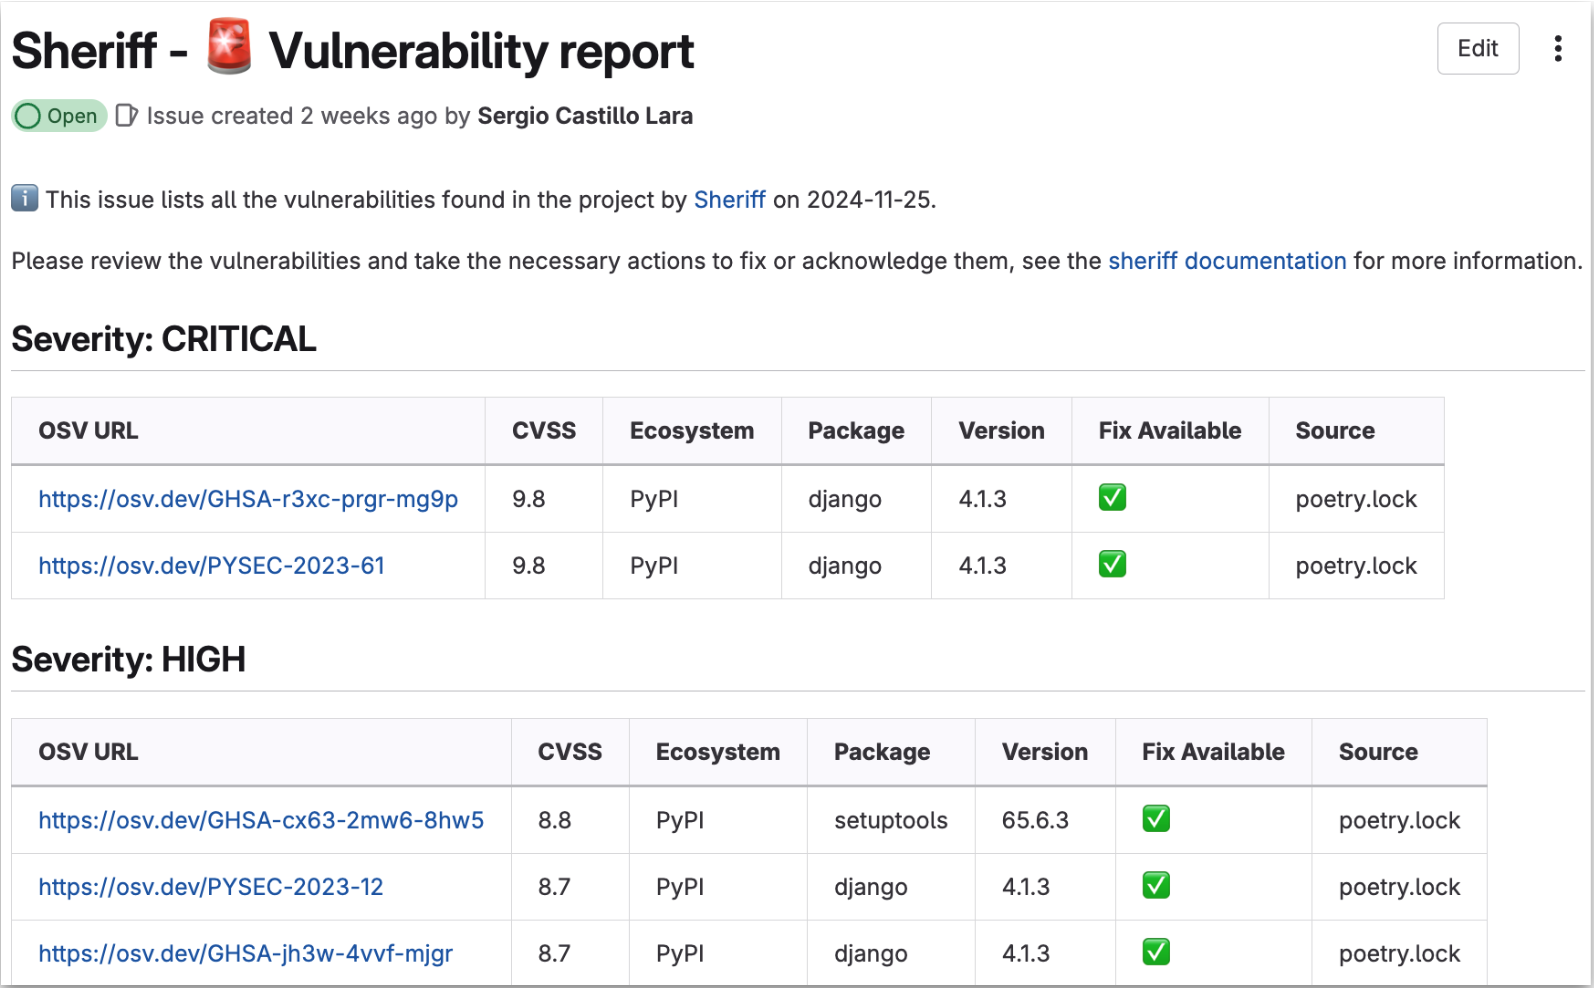 Sheriff - 🚨 Vulnerability report
Edit
Open Issue created 2 weeks ago by Sergio Castillo Lara
ℹ️ This issue lists all the vulnerabilities found in the project by Sheriff on 2024-11-25.
Please review the vulnerabilities and take the necessary actions to fix or acknowledge them, see the sheriff documentation for more information.
Severity: CRITICAL
OSV URL CVSS Ecosystem Package Version Fix Available Source
https://osv.dev/GHSA-r3xc-prgr-mg9p 9.8 PyPI django 4.1.3 ✅ poetry.lock
https://osv.dev/PYSEC-2023-61 9.8 PyPI django 4.1.3 ✅ poetry.lock
Severity: HIGH
OSV URL CVSS Ecosystem Package Version Fix Available Source
https://osv.dev/GHSA-cx63-2mw6-8hw5 8.8 PyPI setuptools 65.6.3 ✅ poetry.lock
https://osv.dev/PYSEC-2023-12 8.7 PyPI django 4.1.3 ✅ poetry.lock
https://osv.dev/GHSA-jh3w-4vvf-mjgr 8.7 PyPI django 4.1.3 ✅ poetry.lock